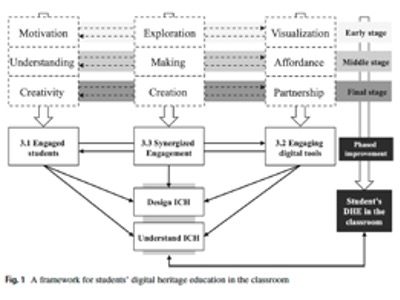 Motivation Exploration Visualization Early stage
Understanding Making Affordance Middle stage
Creativity Creation Partnership Final stage
3.1 Engaged students
3.3 Synergized Engagement
3.2 Engaging digital tools
Phased improvement
Design ICH
Understand ICH
Student's DHE in the classroom
Fig. 1 A framework for students' digital heritage education in the classroom